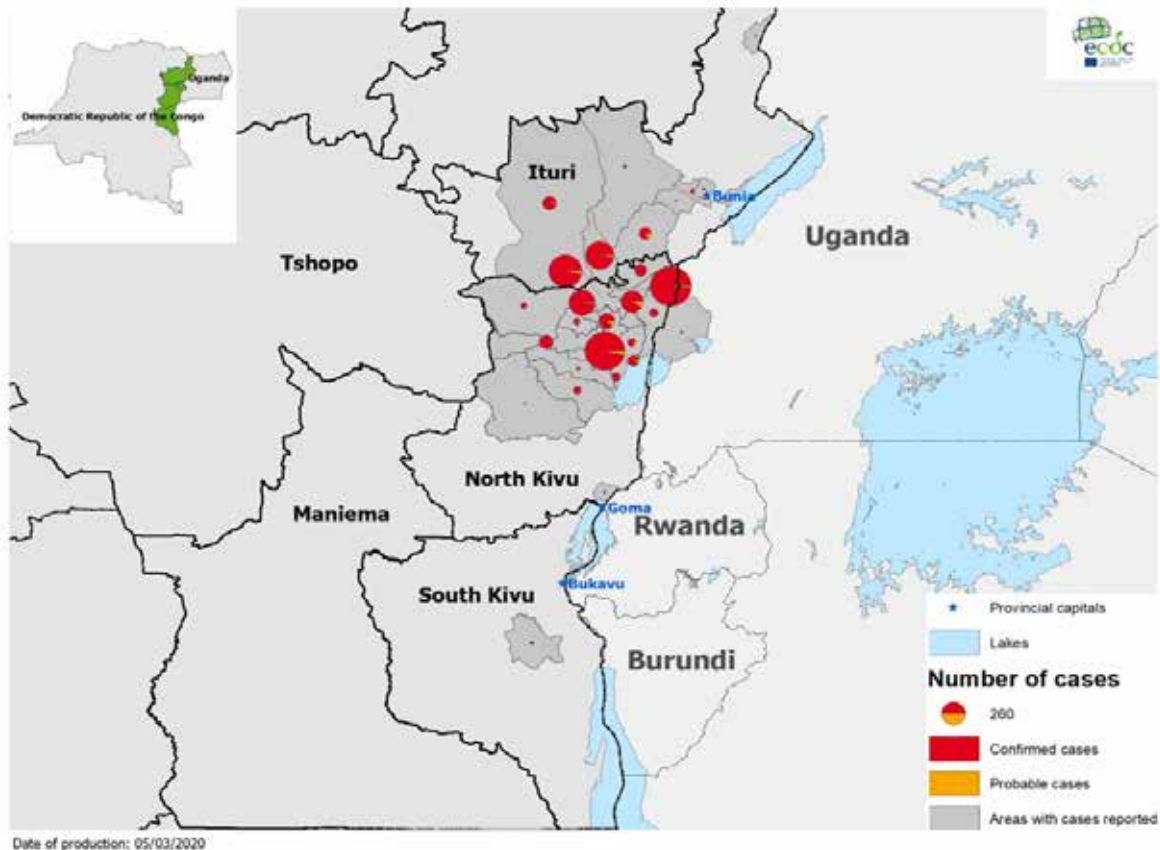 Uganda
Democratic Republic of the Congo
ecdc
Ituri
Bunia
Uganda
Tshopo
North Kivu
Goma
Maniema
Rwanda
Bukavu
South Kivu
Burundi
Provincial capitals
Lakes
Number of cases
260
Confirmed cases
Probable cases
Areas with cases reported
Date of production: 05/03/2020